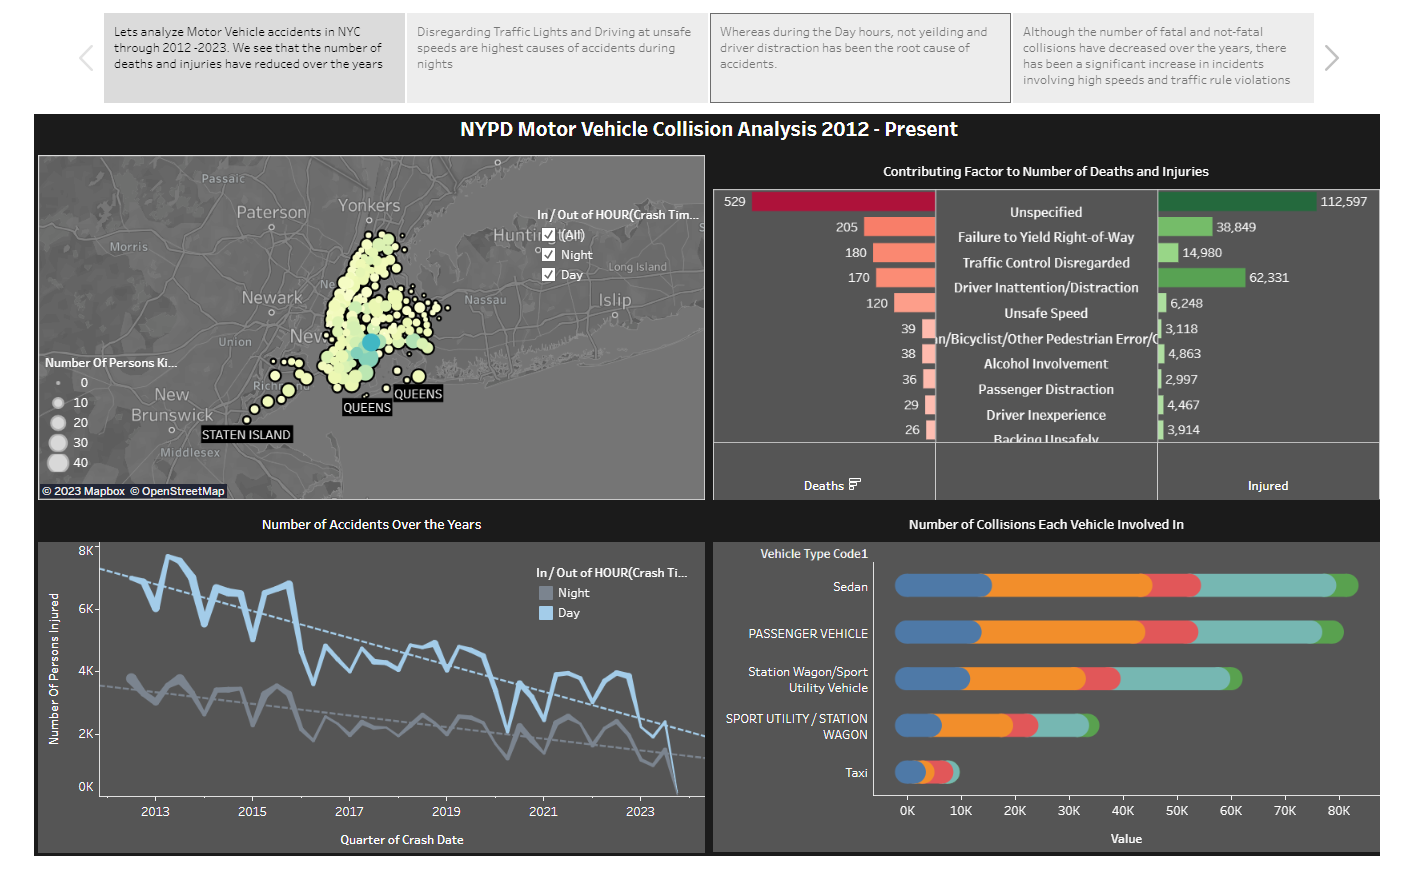 Lets analyze Motor Vehicle accidents in NYC
through 2012 -2023. We see that the number of
deaths and injuries have reduced over the years
Disregarding Traffic Lights and Driving at unsafe
speeds are highest causes of accidents during
nights
Whereas during the Day hours, not yeilding and
driver distraction has been the root cause of
accidents.
Although the number of fatal and not-fatal
collisions have decreased over the years, there
has been a significant increase in incidents
involving high speeds and traffic rule violations
NYPD Motor Vehicle Collision Analysis 2012 - Present
Passaic
Paterson
Yonkers
Morris
Newark
Union
New
Brunswick
Middlesex
Nassau
Long Island
Islip
In / Out of HOUR(Crash Tim...
(All)
Night
Day
Number Of Persons Ki...
0
10
20
30
40
QUEENS
QUEENS
STATEN ISLAND
© 2023 Mapbox © OpenStreetMap
Contributing Factor to Number of Deaths and Injuries
529 Unspecified 112,597
205 Failure to Yield Right-of-Way 38,849
180 Traffic Control Disregarded 14,980
170 Driver Inattention/Distraction 62,331
120 Unsafe Speed 6,248
39 n/Bicyclist/Other Pedestrian Error/C 3,118
38 Alcohol Involvement 4,863
36 Passenger Distraction 2,997
29 Driver Inexperience 4,467
26 Backing Unsafely 3,914
Deaths Injured
Number of Accidents Over the Years
In / Out of HOUR(Crash Ti...
Night
Day
Number Of Persons Injured
8K
6K
4K
2K
0K
2013 2015 2017 2019 2021 2023
Quarter of Crash Date
Number of Collisions Each Vehicle Involved In
Vehicle Type Code1
Sedan
PASSENGER VEHICLE
Station Wagon/Sport
Utility Vehicle
SPORT UTILITY / STATION
WAGON
Taxi
0K 10K 20K 30K 40K 50K 60K 70K 80K
Value